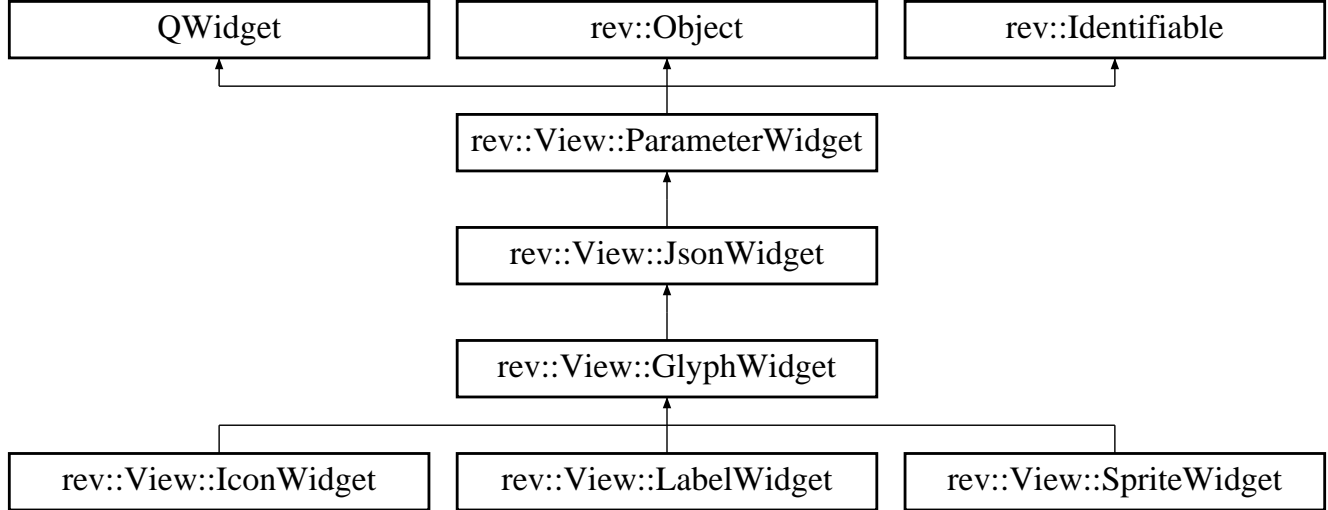 QWidget
rev::Object
rev::Identifiable
rev::View::ParameterWidget
rev::View::JsonWidget
rev::View::GlyphWidget
rev::View::IconWidget
rev::View::LabelWidget
rev::View::SpriteWidget